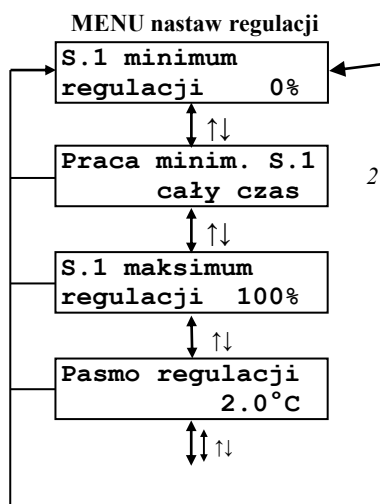 MENU nastaw regulacji
S.1 minimum
regulacji 0%
↑↓
Praca minim. S.1
cały czas
2
↑↓
S.1 maksimum
regulacji 100%
↑↓
Pasmo regulacji
2.0°C
↑↓